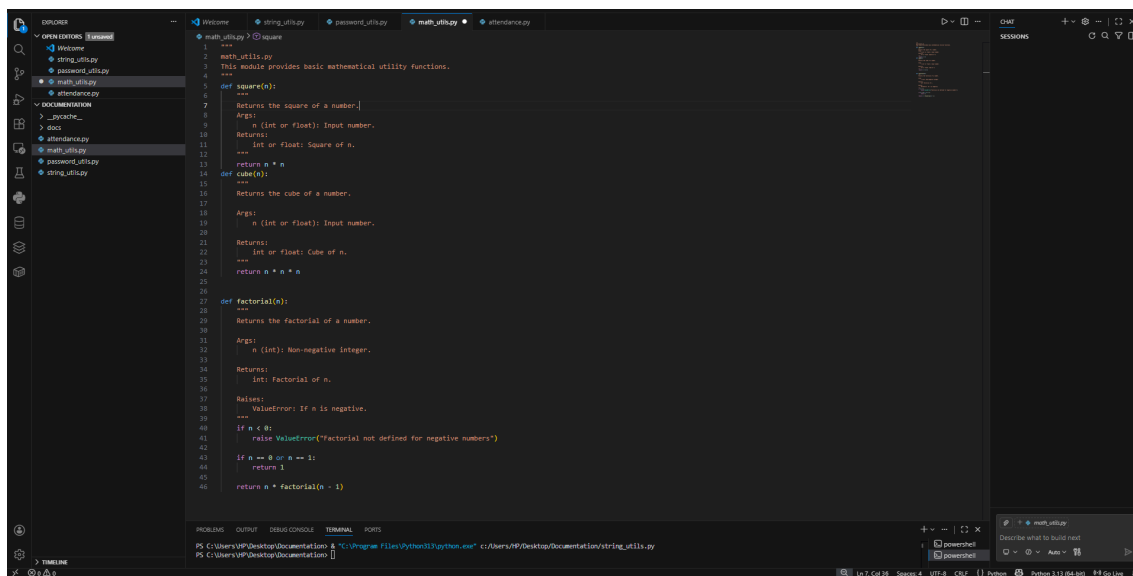 EXPLORER
OPEN EDITORS 1 unsaved
Welcome
string_utils.py
password_utils.py
math_utils.py
attendance.py
DOCUMENTATION
__pycache__
docs
attendance.py
math_utils.py
password_utils.py
string_utils.py
TIMELINE
Welcome string_utils.py password_utils.py math_utils.py attendance.py
math_utils.py > square
1 """
2 math_utils.py
3 This module provides basic mathematical utility functions.
4 """
5 def square(n):
6 """
7 Returns the square of a number.
8 Args:
9 n (int or float): Input number.
10 Returns:
11 int or float: Square of n.
12 """
13 return n * n
14 def cube(n):
15 """
16 Returns the cube of a number.
17
18 Args:
19 n (int or float): Input number.
20
21 Returns:
22 int or float: Cube of n.
23 """
24 return n * n * n
25
26
27 def factorial(n):
28 """
29 Returns the factorial of a number.
30
31 Args:
32 n (int): Non-negative integer.
33
34 Returns:
35 int: Factorial of n.
36
37 Raises:
38 ValueError: If n is negative.
39 """
40 if n < 0:
41 raise ValueError("Factorial not defined for negative numbers")
42
43 if n == 0 or n == 1:
44 return 1
45
46 return n * factorial(n - 1)
PROBLEMS OUTPUT DEBUG CONSOLE TERMINAL PORTS
PS C:\Users\HP\Desktop\Documentation> & "C:\Program Files\Python313\python.exe" c:/Users/HP/Desktop/Documentation/string_utils.py
PS C:\Users\HP\Desktop\Documentation>
powershell
powershell
CHAT
SESSIONS
math_utils.py
Describe what to build next
Auto
0 0
Ln 7, Col 36 Spaces: 4 UTF-8 CRLF { } Python Python 3.13 (64-bit) Go Live